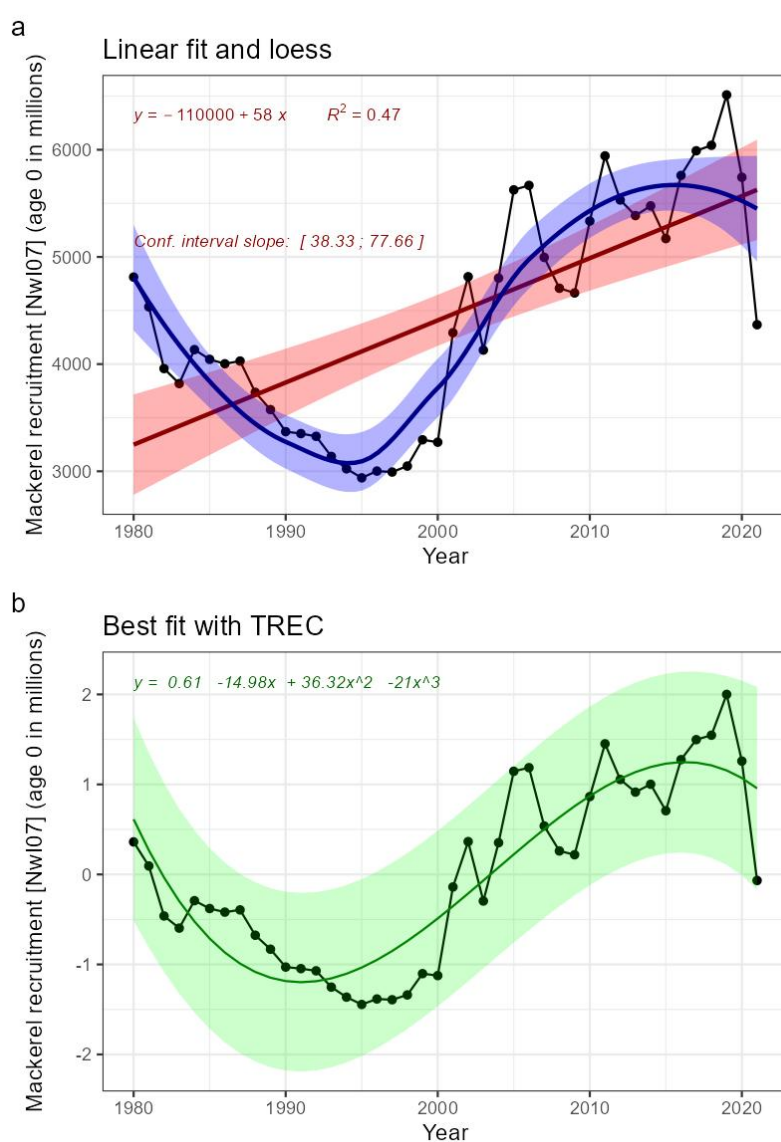 a
Linear fit and loess
Mackerel recruitment [NwI07] (age 0 in millions)
y = − 110000 + 58 x R² = 0.47
Conf. interval slope: [ 38.33 ; 77.66 ]
6000
5000
4000
3000
1980 1990 2000 2010 2020
Year
b
Best fit with TREC
Mackerel recruitment [NwI07] (age 0 in millions)
y = 0.61 -14.98x + 36.32x^2 -21x^3
2
1
0
-1
-2
1980 1990 2000 2010 2020
Year